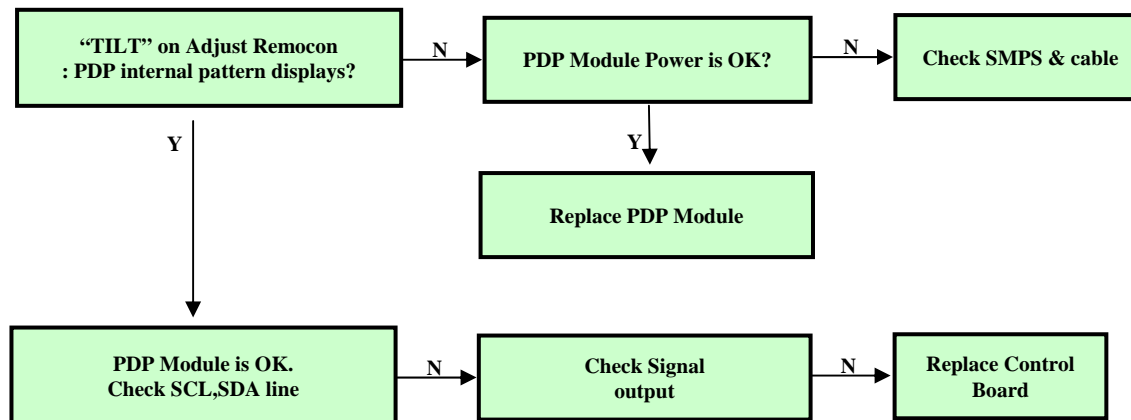 “TILT” on Adjust Remocon
: PDP internal pattern displays?
N
PDP Module Power is OK?
N
Check SMPS & cable
Y
Y
Replace PDP Module
PDP Module is OK.
Check SCL,SDA line
N
Check Signal
output
N
Replace Control
Board